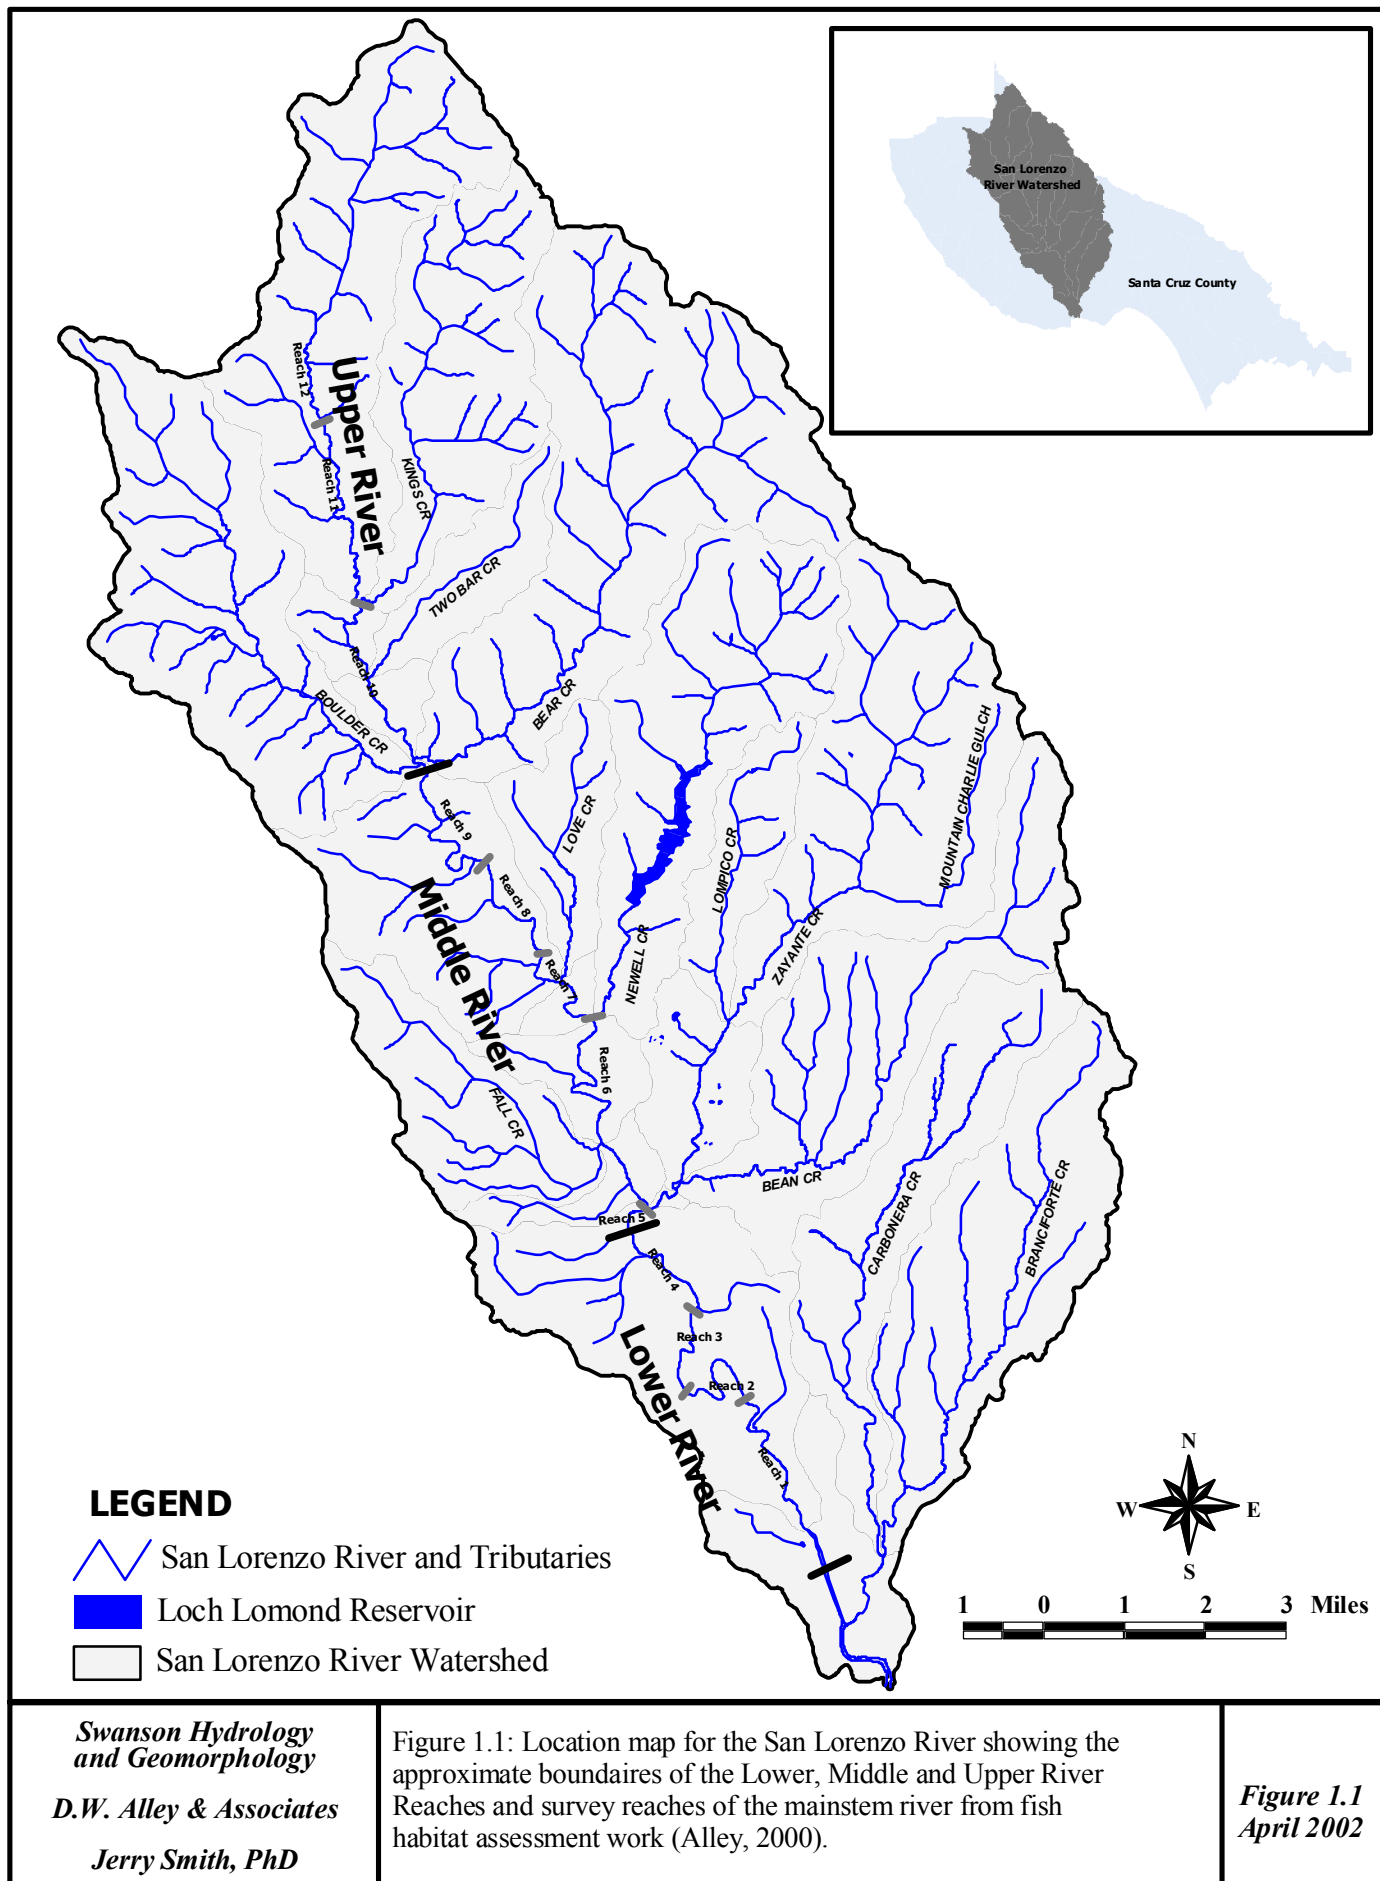 San Lorenzo
River Watershed
Santa Cruz County
Reach 12
Upper River
Reach 11
KINGS CR
TWO BAR CR
Reach 10
BOULDER CR
BEAR CR
MOUNTAIN CHARLIE GULCH
Reach 9
LOVE CR
LOMPICO CR
Reach 8
Middle River
ZAYANTE CR
NEWELL CR
Reach 7
Reach 6
FALL CR
BEAN CR
CARBONERA CR
BRANCIFORTE CR
Reach 5
Reach 4
Reach 3
Lower River
Reach 2
Reach 1
N
W
E
S
LEGEND
San Lorenzo River and Tributaries
Loch Lomond Reservoir
San Lorenzo River Watershed
1 0 1 2 3 Miles
Swanson Hydrology
and Geomorphology
D.W. Alley & Associates
Jerry Smith, PhD
Figure 1.1: Location map for the San Lorenzo River showing the
approximate boundaires of the Lower, Middle and Upper River
Reaches and survey reaches of the mainstem river from fish
habitat assessment work (Alley, 2000).
Figure 1.1
April 2002